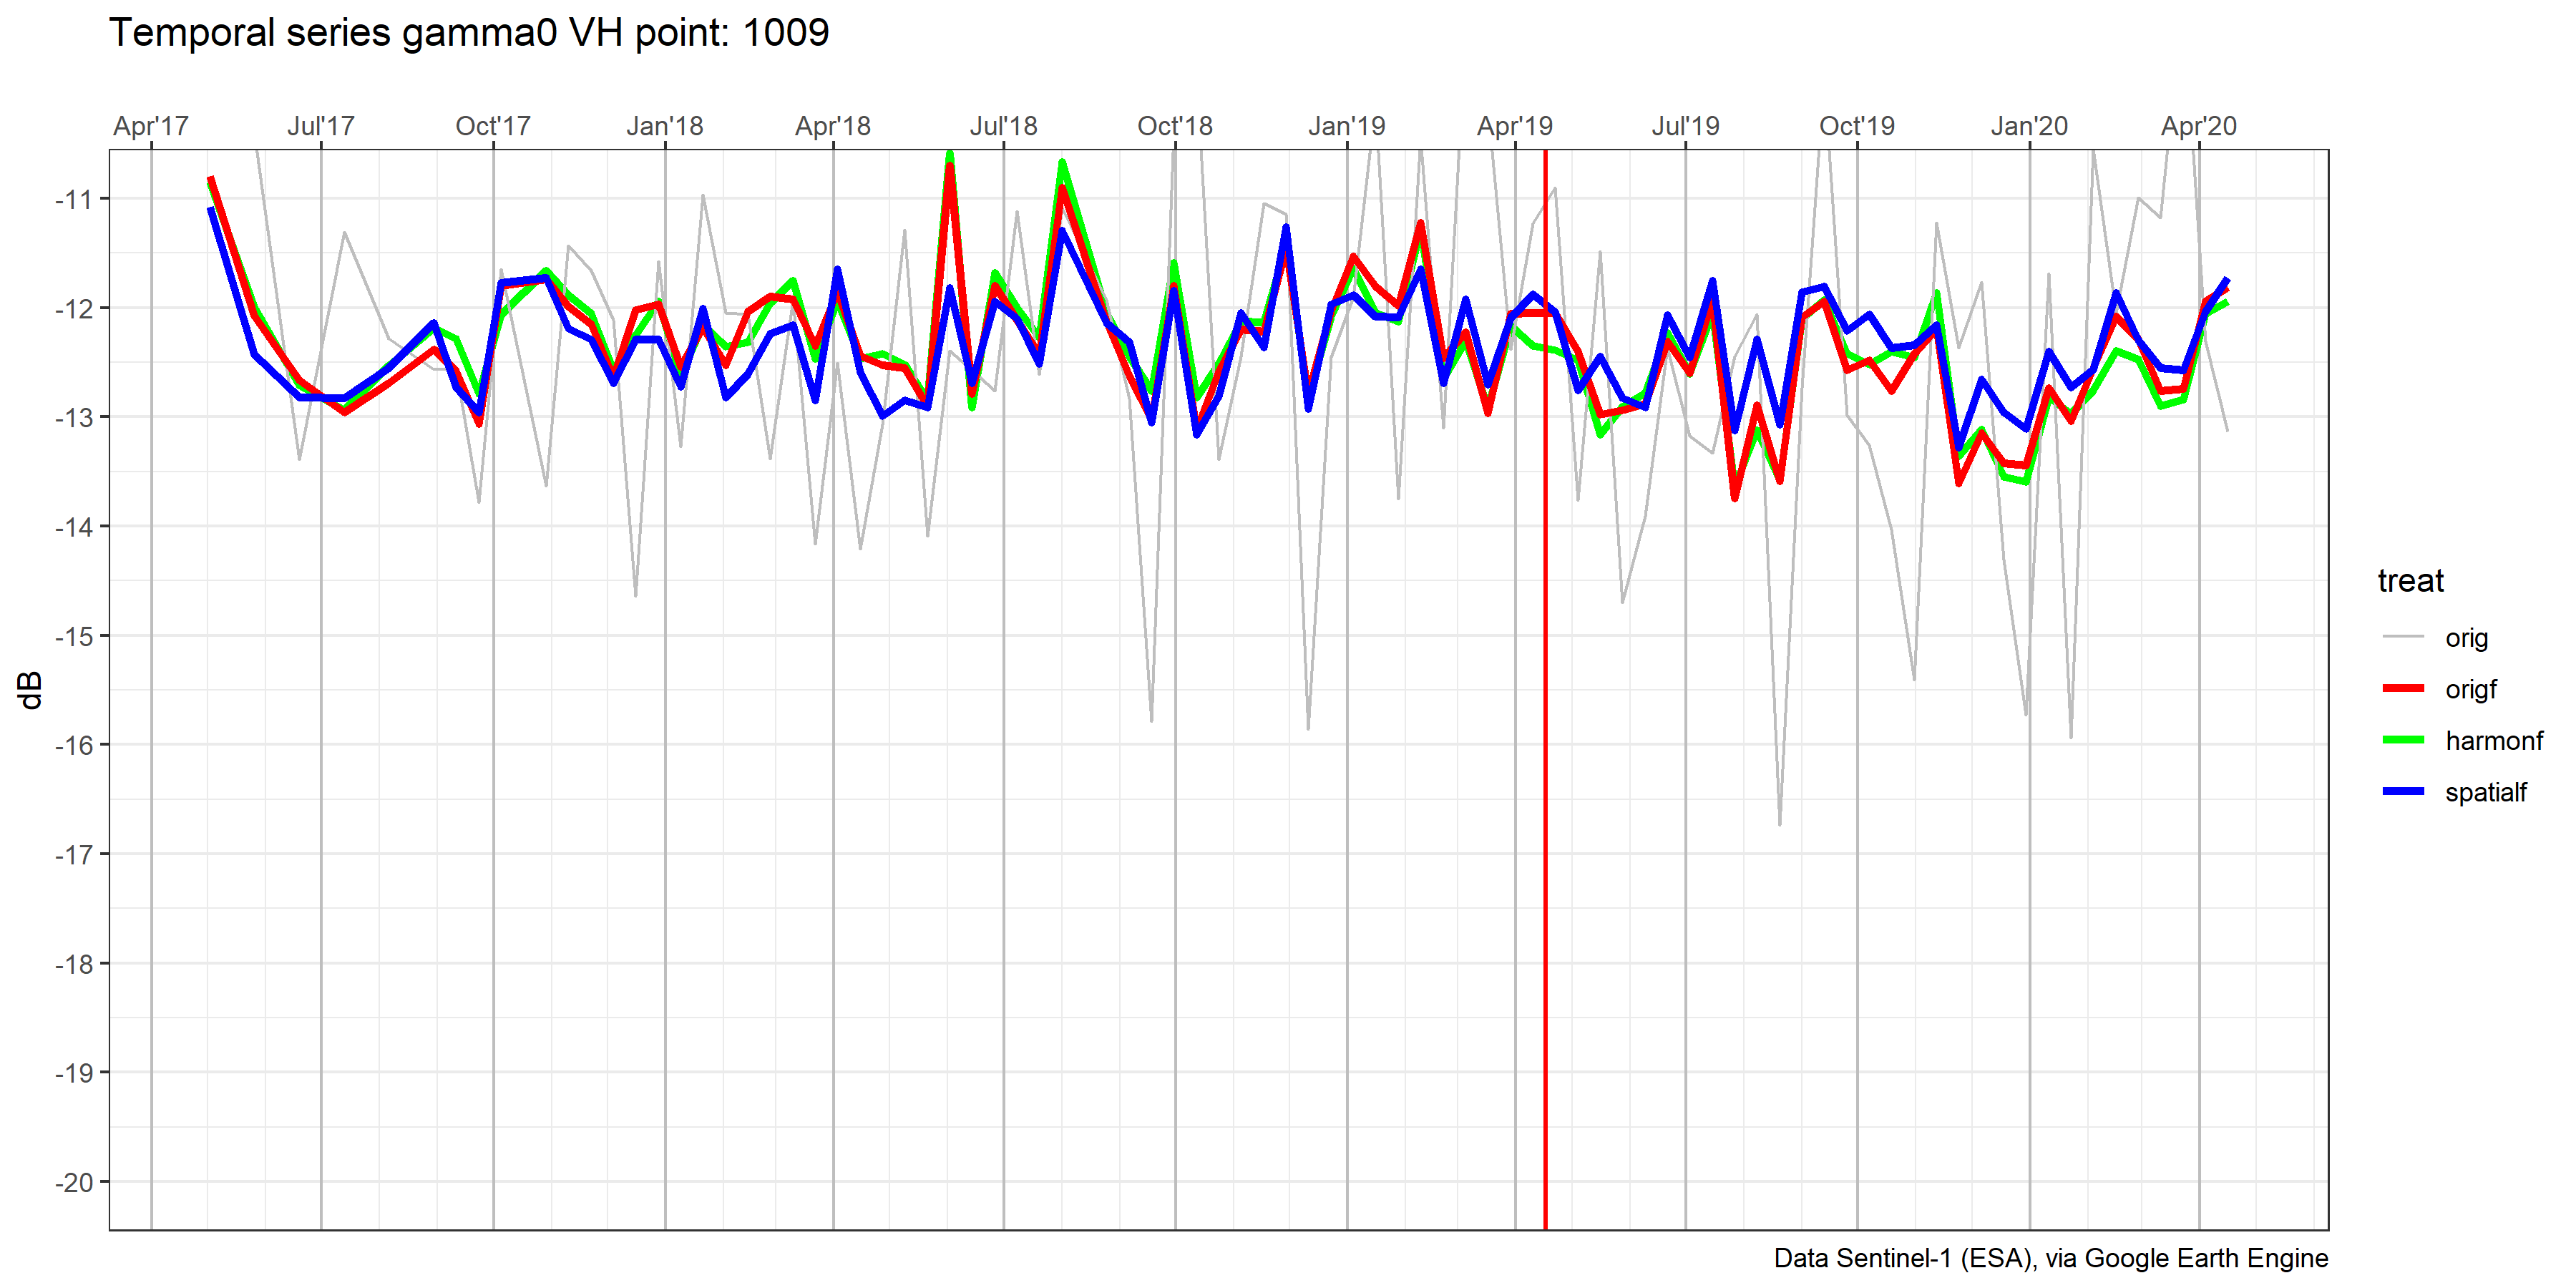 Temporal series gamma0 VH point: 1009
Apr'17 Jul'17 Oct'17 Jan'18 Apr'18 Jul'18 Oct'18 Jan'19 Apr'19 Jul'19 Oct'19 Jan'20 Apr'20
-11
-12
-13
-14
-15
-16
-17
-18
-19
-20
dB
treat
orig
origf
harmonf
spatialf
Data Sentinel-1 (ESA), via Google Earth Engine